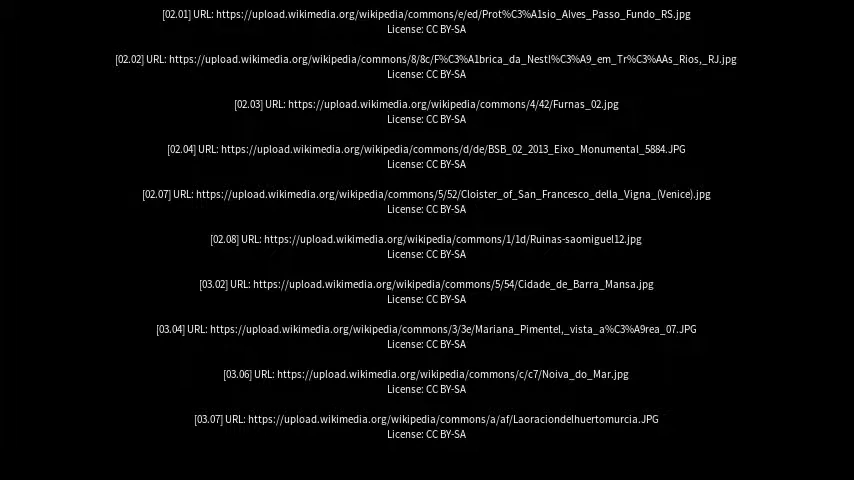 [02.01] URL: https://upload.wikimedia.org/wikipedia/commons/e/ed/Prot%C3%A1sio_Alves_Passo_Fundo_RS.jpg
License: CC BY-SA
[02.02] URL: https://upload.wikimedia.org/wikipedia/commons/8/8c/F%C3%A1brica_da_Nestl%C3%A9_em_Tr%C3%AAs_Rios,_RJ.jpg
License: CC BY-SA
[02.03] URL: https://upload.wikimedia.org/wikipedia/commons/4/42/Furnas_02.jpg
License: CC BY-SA
[02.04] URL: https://upload.wikimedia.org/wikipedia/commons/d/de/BSB_02_2013_Eixo_Monumental_5884.JPG
License: CC BY-SA
[02.07] URL: https://upload.wikimedia.org/wikipedia/commons/5/52/Cloister_of_San_Francesco_della_Vigna_(Venice).jpg
License: CC BY-SA
[02.08] URL: https://upload.wikimedia.org/wikipedia/commons/1/1d/Ruinas-saomiguel12.jpg
License: CC BY-SA
[03.02] URL: https://upload.wikimedia.org/wikipedia/commons/5/54/Cidade_de_Barra_Mansa.jpg
License: CC BY-SA
[03.04] URL: https://upload.wikimedia.org/wikipedia/commons/3/3e/Mariana_Pimentel,_vista_a%C3%A9rea_07.JPG
License: CC BY-SA
[03.06] URL: https://upload.wikimedia.org/wikipedia/commons/c/c7/Noiva_do_Mar.jpg
License: CC BY-SA
[03.07] URL: https://upload.wikimedia.org/wikipedia/commons/a/af/Laoraciondelhuertomurcia.JPG
License: CC BY-SA